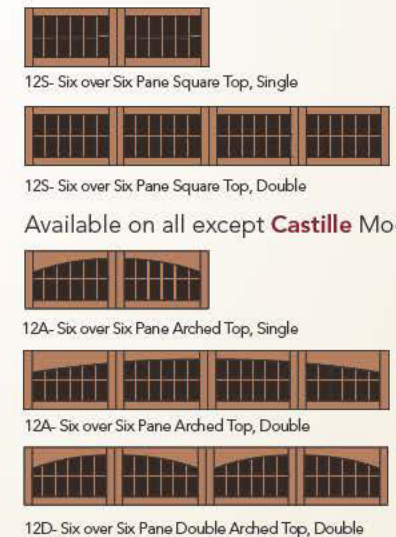 12S- Six over Six Pane Square Top, Single
12S- Six over Six Pane Square Top, Double
Available on all except Castille
12A- Six over Six Pane Arched Top, Single
12A- Six over Six Pane Arched Top, Double
12D- Six over Six Pane Double Arched Top, Double